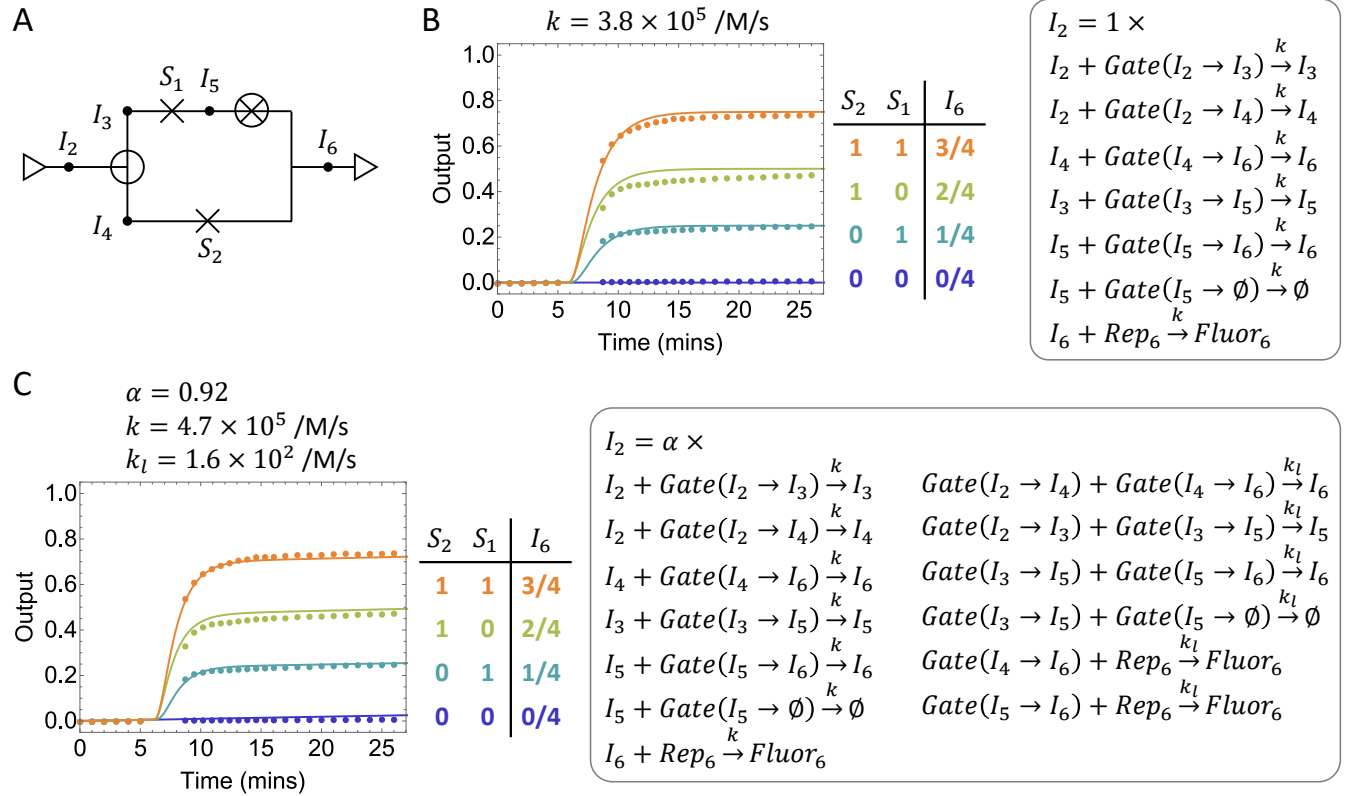 A
S₁
I₅
I₃
I₂
I₆
I₄
S₂
B
k = 3.8 × 10⁵ /M/s
Output
1.0
0.8
0.6
0.4
0.2
0.0
0 5 10 15 20 25
Time (mins)
S₂ S₁ I₆
1 1 3/4
1 0 2/4
0 1 1/4
0 0 0/4
I₂ = 1 ×
I₂ + Gate(I₂ → I₃) →ᵏ I₃
I₂ + Gate(I₂ → I₄) →ᵏ I₄
I₄ + Gate(I₄ → I₆) →ᵏ I₆
I₃ + Gate(I₃ → I₅) →ᵏ I₅
I₅ + Gate(I₅ → I₆) →ᵏ I₆
I₅ + Gate(I₅ → ∅) →ᵏ ∅
I₆ + Rep₆ →ᵏ Fluor₆
C
α = 0.92
k = 4.7 × 10⁵ /M/s
kₗ = 1.6 × 10² /M/s
Output
1.0
0.8
0.6
0.4
0.2
0.0
0 5 10 15 20 25
Time (mins)
S₂ S₁ I₆
1 1 3/4
1 0 2/4
0 1 1/4
0 0 0/4
I₂ = α ×
I₂ + Gate(I₂ → I₃) →ᵏ I₃
I₂ + Gate(I₂ → I₄) →ᵏ I₄
I₄ + Gate(I₄ → I₆) →ᵏ I₆
I₃ + Gate(I₃ → I₅) →ᵏ I₅
I₅ + Gate(I₅ → I₆) →ᵏ I₆
I₅ + Gate(I₅ → ∅) →ᵏ ∅
I₆ + Rep₆ →ᵏ Fluor₆
Gate(I₂ → I₄) + Gate(I₄ → I₆) →ᵏˡ I₆
Gate(I₂ → I₃) + Gate(I₃ → I₅) →ᵏˡ I₅
Gate(I₃ → I₅) + Gate(I₅ → I₆) →ᵏˡ I₆
Gate(I₃ → I₅) + Gate(I₅ → ∅) →ᵏˡ ∅
Gate(I₄ → I₆) + Rep₆ →ᵏˡ Fluor₆
Gate(I₅ → I₆) + Rep₆ →ᵏˡ Fluor₆